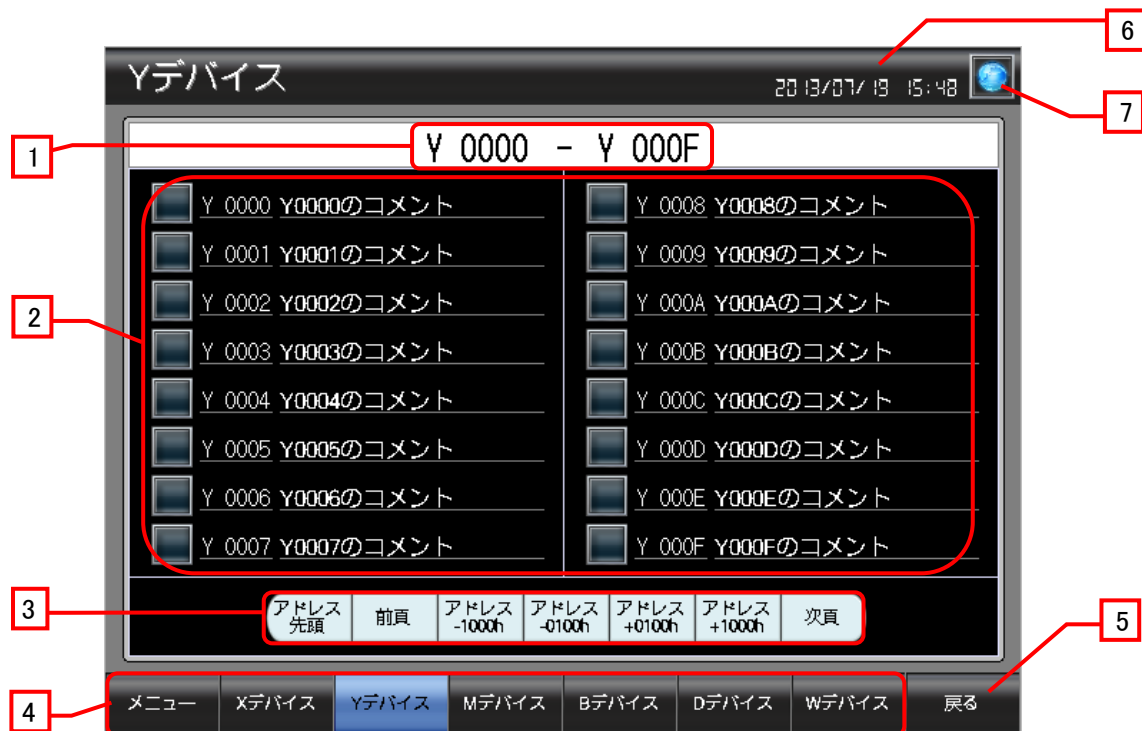 6
Yデバイス
2013/07/19 15:48
7
1
Y 0000 - Y 000F
2
Y 0000 Y0000のコメント
Y 0001 Y0001のコメント
Y 0002 Y0002のコメント
Y 0003 Y0003のコメント
Y 0004 Y0004のコメント
Y 0005 Y0005のコメント
Y 0006 Y0006のコメント
Y 0007 Y0007のコメント
Y 0008 Y0008のコメント
Y 0009 Y0009のコメント
Y 000A Y000Aのコメント
Y 000B Y000Bのコメント
Y 000C Y000Cのコメント
Y 000D Y000Dのコメント
Y 000E Y000Eのコメント
Y 000F Y000Fのコメント
3
アドレス
先頭
前頁
アドレス
-1000h
アドレス
-0100h
アドレス
+0100h
アドレス
+1000h
次頁
5
4
メニュー
Xデバイス
Yデバイス
Mデバイス
Bデバイス
Dデバイス
Wデバイス
戻る